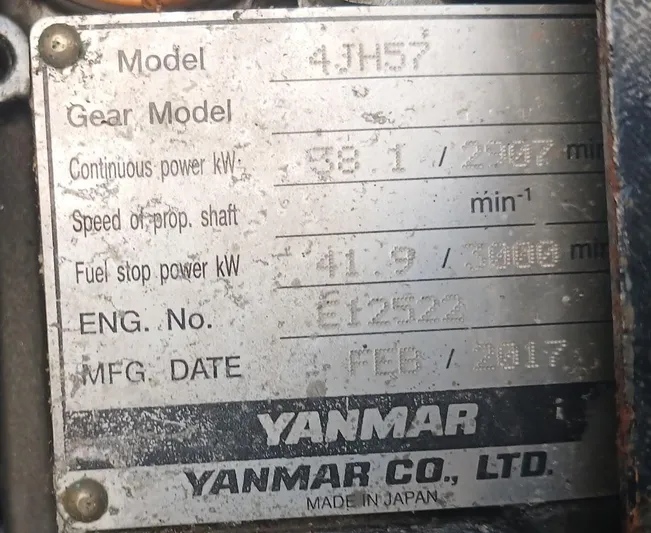 Model 4JH57
Gear Model
Continuous power kW 38.1 / 2907 min
Speed of prop. shaft min-1
Fuel stop power kW 41.9 / 3000 min
ENG. No. E12522
MFG. DATE FEB / 2017
YANMAR
YANMAR CO., LTD.
MADE IN JAPAN